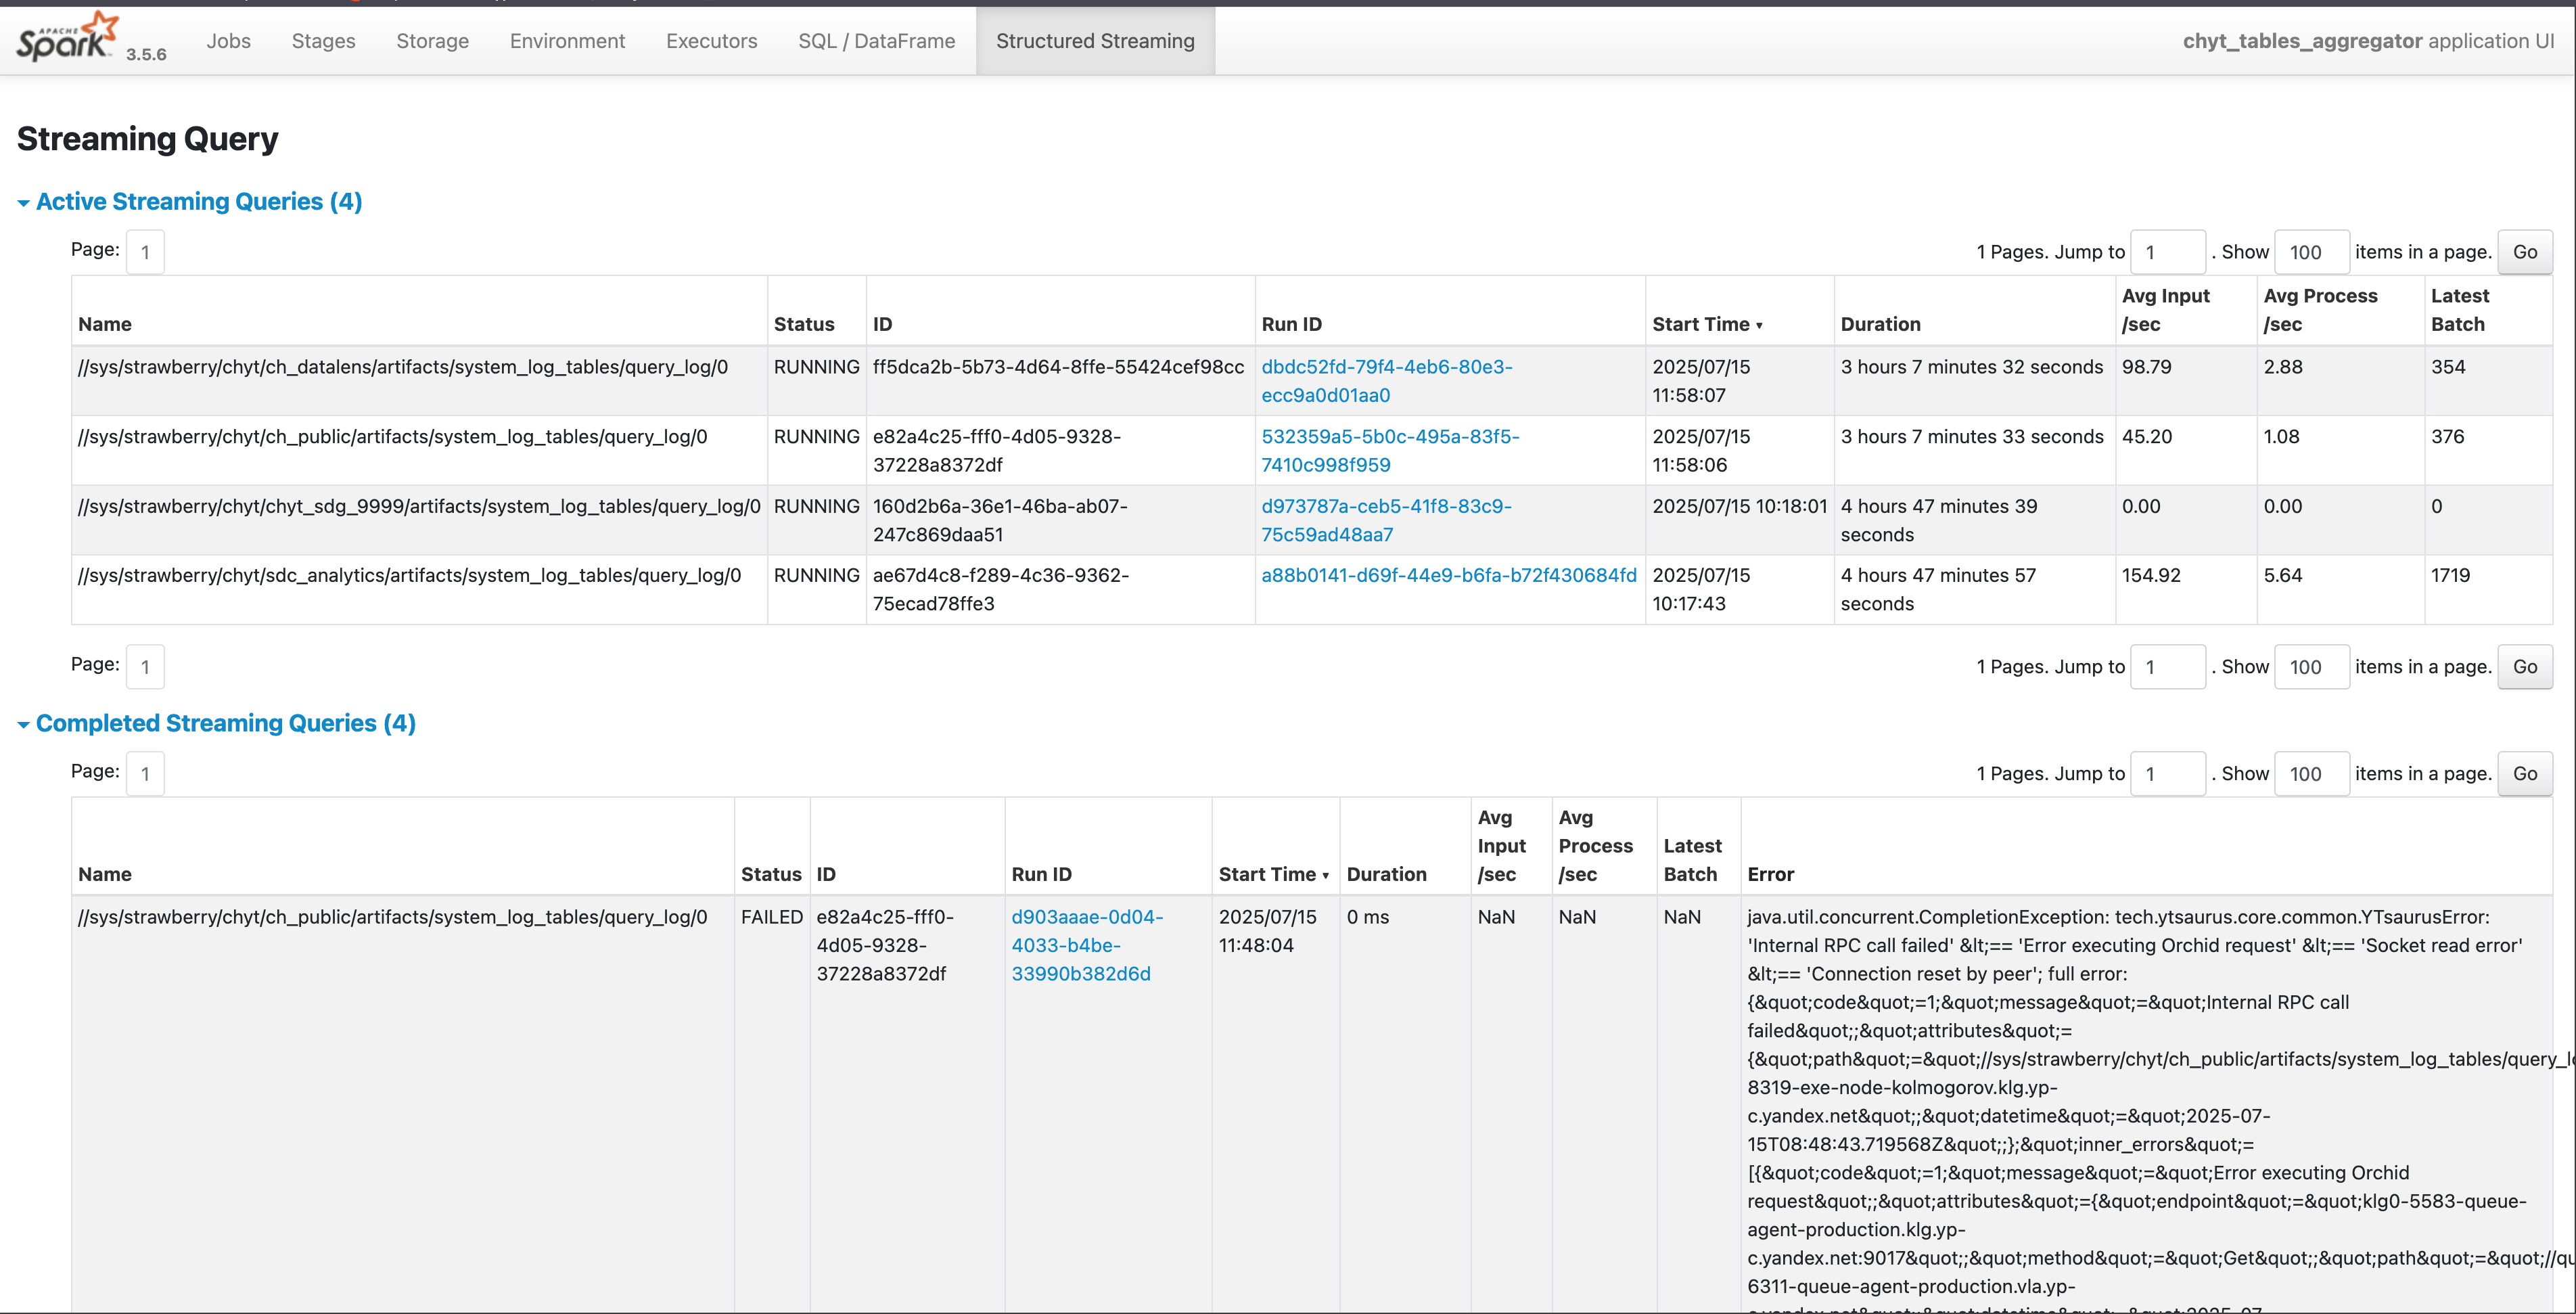 APACHE Spark 3.5.6 Jobs Stages Storage Environment Executors SQL / DataFrame Structured Streaming chyt_tables_aggregator application UI
Streaming Query
Active Streaming Queries (4)
Page: 1 1 Pages. Jump to 1 . Show 100 items in a page. Go
Name Status ID Run ID Start Time ▾ Duration Avg Input /sec Avg Process /sec Latest Batch
//sys/strawberry/chyt/ch_datalens/artifacts/system_log_tables/query_log/0 RUNNING ff5dca2b-5b73-4d64-8ffe-55424cef98cc dbdc52fd-79f4-4eb6-80e3- 2025/07/15 3 hours 7 minutes 32 seconds 98.79 2.88 354
ecc9a0d01aa0 11:58:07
//sys/strawberry/chyt/ch_public/artifacts/system_log_tables/query_log/0 RUNNING e82a4c25-fff0-4d05-9328- 532359a5-5b0c-495a-83f5- 2025/07/15 3 hours 7 minutes 33 seconds 45.20 1.08 376
37228a8372df 7410c998f959 11:58:06
//sys/strawberry/chyt/chyt_sdg_9999/artifacts/system_log_tables/query_log/0 RUNNING 160d2b6a-36e1-46ba-ab07- d973787a-ceb5-41f8-83c9- 2025/07/15 10:18:01 4 hours 47 minutes 39 0.00 0.00 0
247c869daa51 75c59ad48aa7 seconds
//sys/strawberry/chyt/sdc_analytics/artifacts/system_log_tables/query_log/0 RUNNING ae67d4c8-f289-4c36-9362- a88b0141-d69f-44e9-b6fa-b72f430684fd 2025/07/15 4 hours 47 minutes 57 154.92 5.64 1719
75ecad78ffe3 10:17:43 seconds
Page: 1 1 Pages. Jump to 1 . Show 100 items in a page. Go
Completed Streaming Queries (4)
Page: 1 1 Pages. Jump to 1 . Show 100 items in a page. Go
Name Status ID Run ID Start Time ▾ Duration Avg Input /sec Avg Process /sec Latest Batch Error
//sys/strawberry/chyt/ch_public/artifacts/system_log_tables/query_log/0 FAILED e82a4c25-fff0- d903aaae-0d04- 2025/07/15 0 ms NaN NaN NaN java.util.concurrent.CompletionException: tech.ytsaurus.core.common.YTsaurusError:
4d05-9328- 4033-b4be- 11:48:04 'Internal RPC call failed' &lt;== 'Error executing Orchid request' &lt;== 'Socket read error'
37228a8372df 33990b382d6d &lt;== 'Connection reset by peer'; full error:
{&quot;code&quot;=1;&quot;message&quot;=&quot;Internal RPC call
failed&quot;;&quot;attributes&quot;=
{&quot;path&quot;=&quot;//sys/strawberry/chyt/ch_public/artifacts/system_log_tables/query_l
8319-exe-node-kolmogorov.klg.yp-
c.yandex.net&quot;;&quot;datetime&quot;=&quot;2025-07-
15T08:48:43.719568Z&quot;;};&quot;inner_errors&quot;=
[{&quot;code&quot;=1;&quot;message&quot;=&quot;Error executing Orchid
request&quot;;&quot;attributes&quot;={&quot;endpoint&quot;=&quot;klg0-5583-queue-
agent-production.klg.yp-
c.yandex.net:9017&quot;;&quot;method&quot;=&quot;Get&quot;;&quot;path&quot;=&quot;//qu
6311-queue-agent-production.vla.yp-